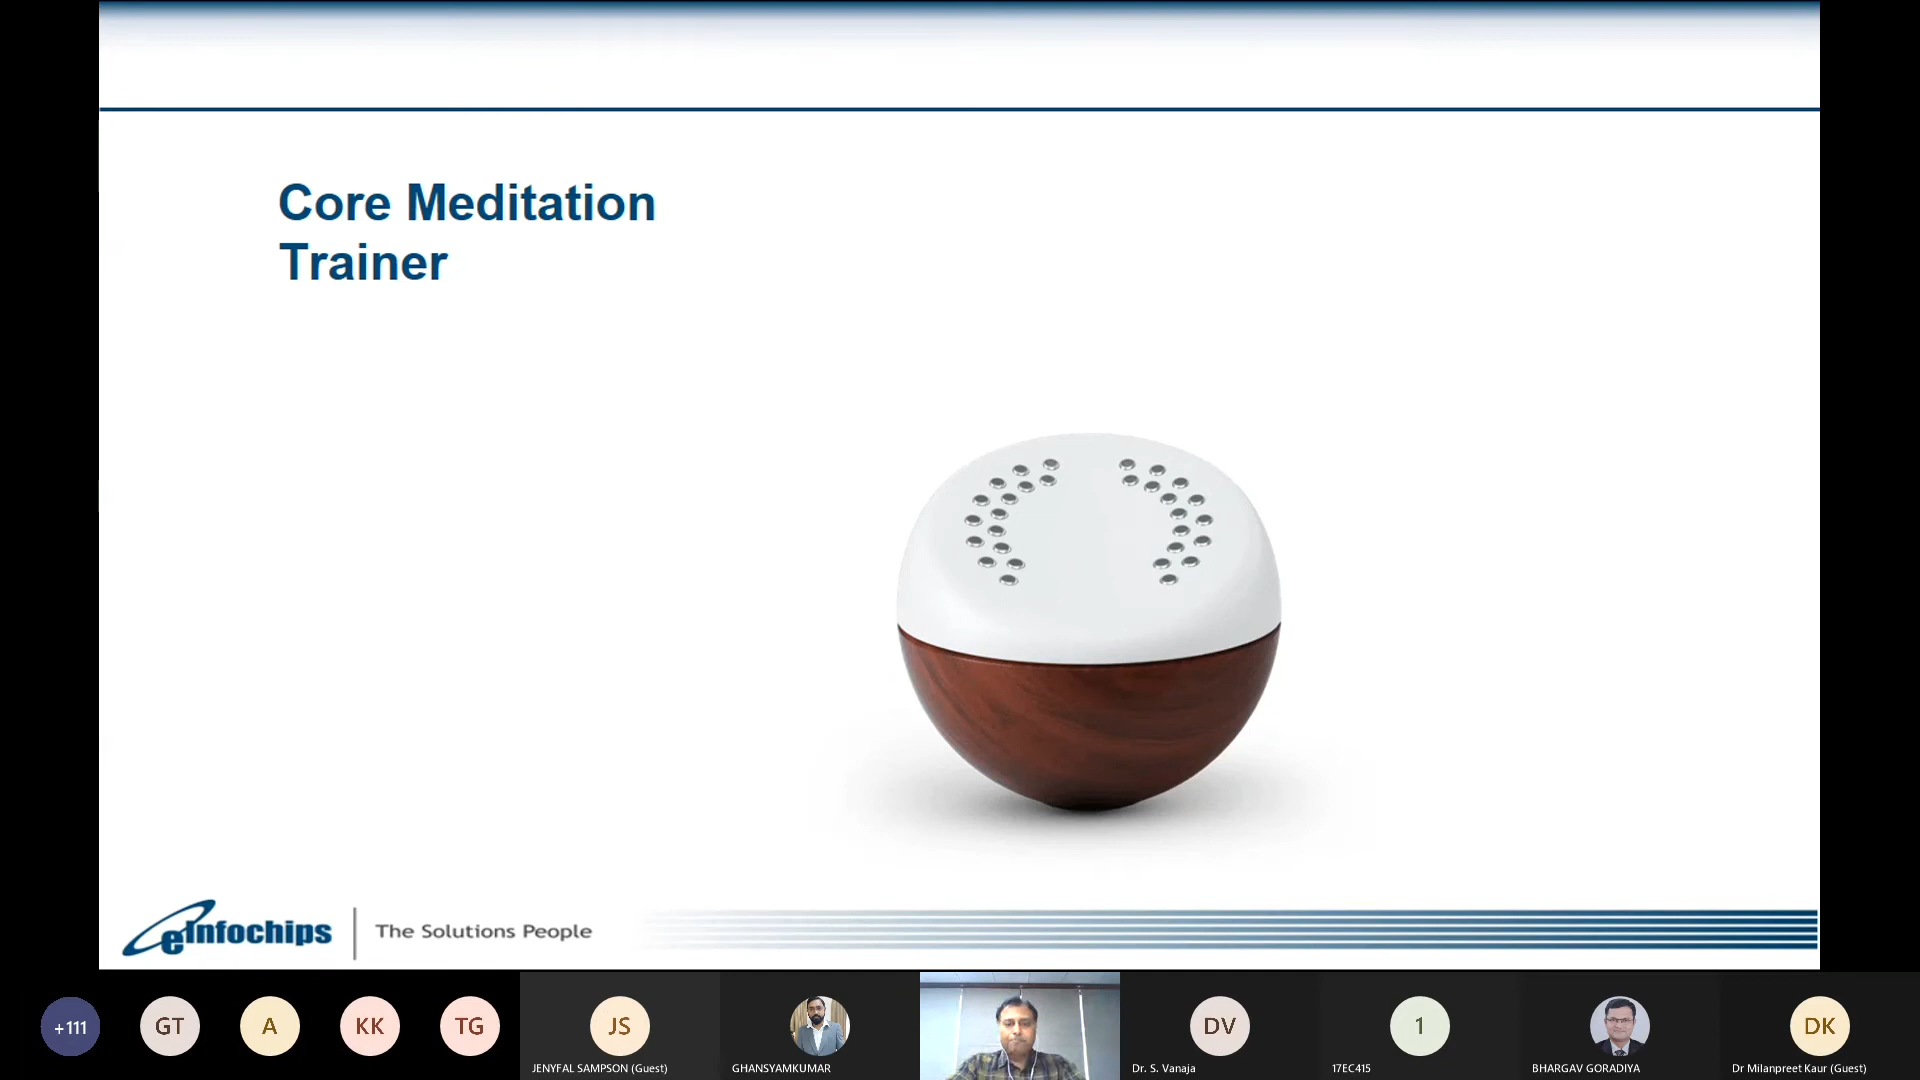 Core Meditation
Trainer
eInfochips
The Solutions People
+111
GT
A
KK
TG
JS
DV
1
DK
JENYFAL SAMPSON (Guest)
GHANSYAMKUMAR
Dr. S. Vanaja
17EC415
BHARGAV GORADIYA
Dr Milanpreet Kaur (Guest)